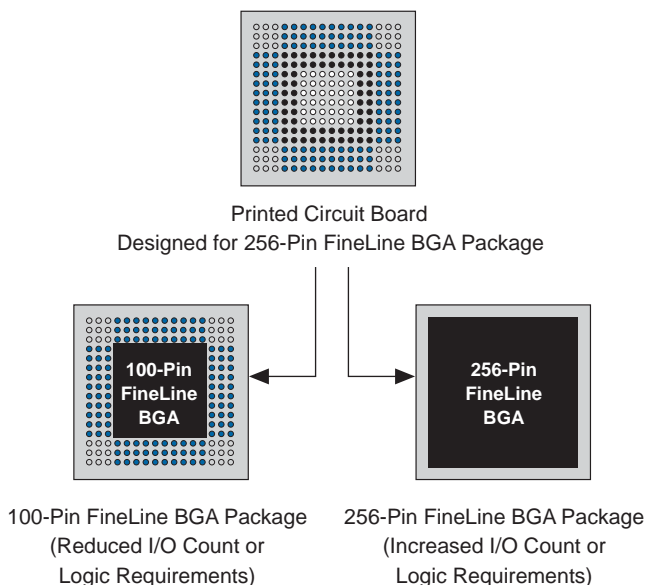 Printed Circuit Board
Designed for 256-Pin FineLine BGA Package
100-Pin
FineLine
BGA
256-Pin
FineLine
BGA
100-Pin FineLine BGA Package
(Reduced I/O Count or
Logic Requirements)
256-Pin FineLine BGA Package
(Increased I/O Count or
Logic Requirements)